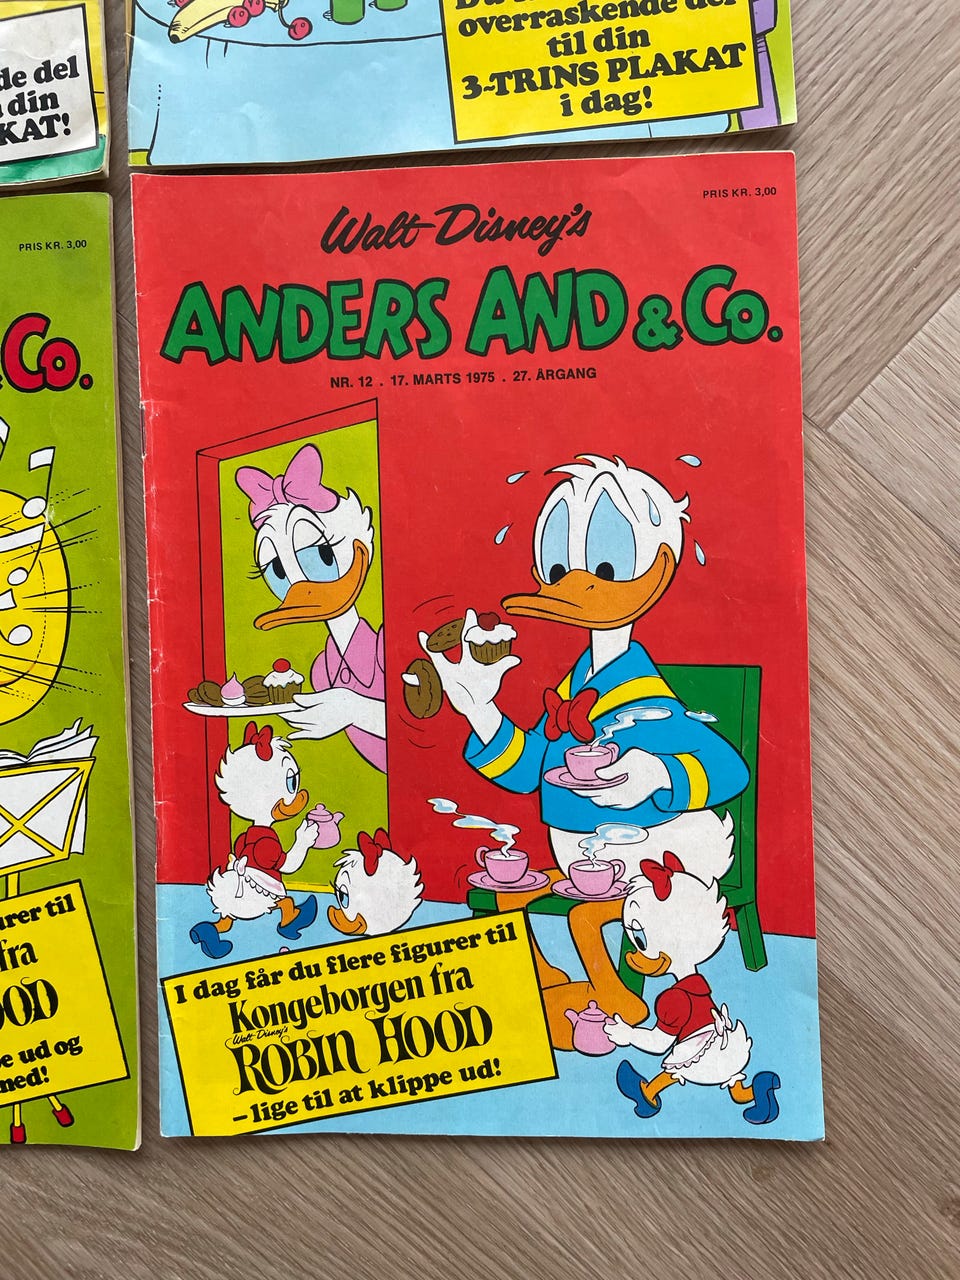 de del
din
KAT!
overraskende del
til din
3-TRINS PLAKAT
i dag!
PRIS KR. 3,00
& Co.
urer til
fra
OOD
pe ud og
med!
PRIS KR. 3,00
Walt Disney's
ANDERS AND & Co.
NR. 12 . 17. MARTS 1975 . 27. ÅRGANG
I dag får du flere figurer til
Kongeborgen fra
Walt Disney's
ROBIN HOOD
– lige til at klippe ud!